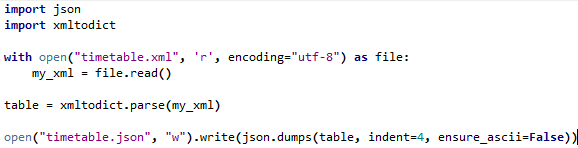 import json
import xmltodict
with open("timetable.xml", 'r', encoding="utf-8") as file:
    my_xml = file.read()
table = xmltodict.parse(my_xml)
open("timetable.json", "w").write(json.dumps(table, indent=4, ensure_ascii=False))